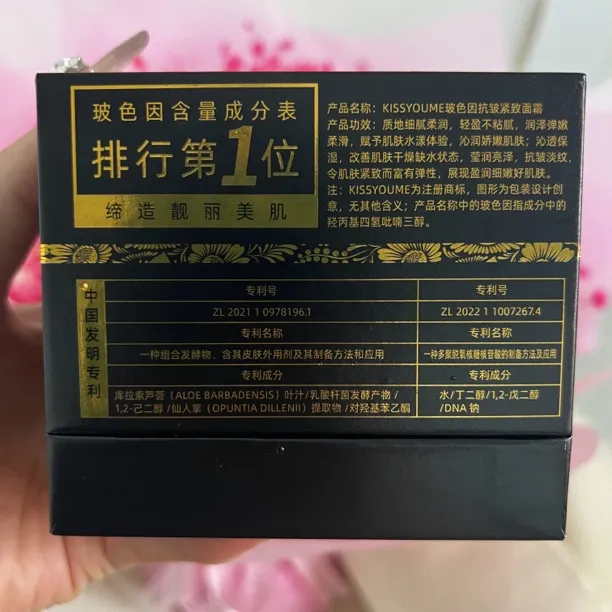 玻色因含量成分表
排行第1位
缔造靓丽美肌
产品名称：KISSYOUME玻色因抗皱紧致面霜
产品功效：质地细腻柔润，轻盈不粘腻，润泽弹嫩
柔滑，赋予肌肤水漾体验，沁润娇嫩肌肤；沁透保
湿，改善肌肤干燥缺水状态，莹润亮泽，抗皱淡纹，
令肌肤紧致而富有弹性，展现盈润细嫩好肌肤。
注：KISSYOUME为注册商标，图形为包装设计创
意，无其他含义；产品名称中的玻色因指成分中的
羟丙基四氢吡喃三醇。
中国发明专利
专利号
ZL 2021 1 0978196.1
专利名称
一种组合发酵物、含其皮肤外用剂及其制备方法和应用
专利成分
库拉索芦荟（ALOE BARBADENSIS）叶汁/乳酸杆菌发酵产物/
1,2-己二醇/仙人掌（OPUNTIA DILLENII）提取物/对羟基苯乙酮
专利号
ZL 2022 1 1007267.4
专利名称
一种多聚脱氧核糖核苷酸的制备方法及应用
专利成分
水/丁二醇/1,2-戊二醇
/DNA 钠